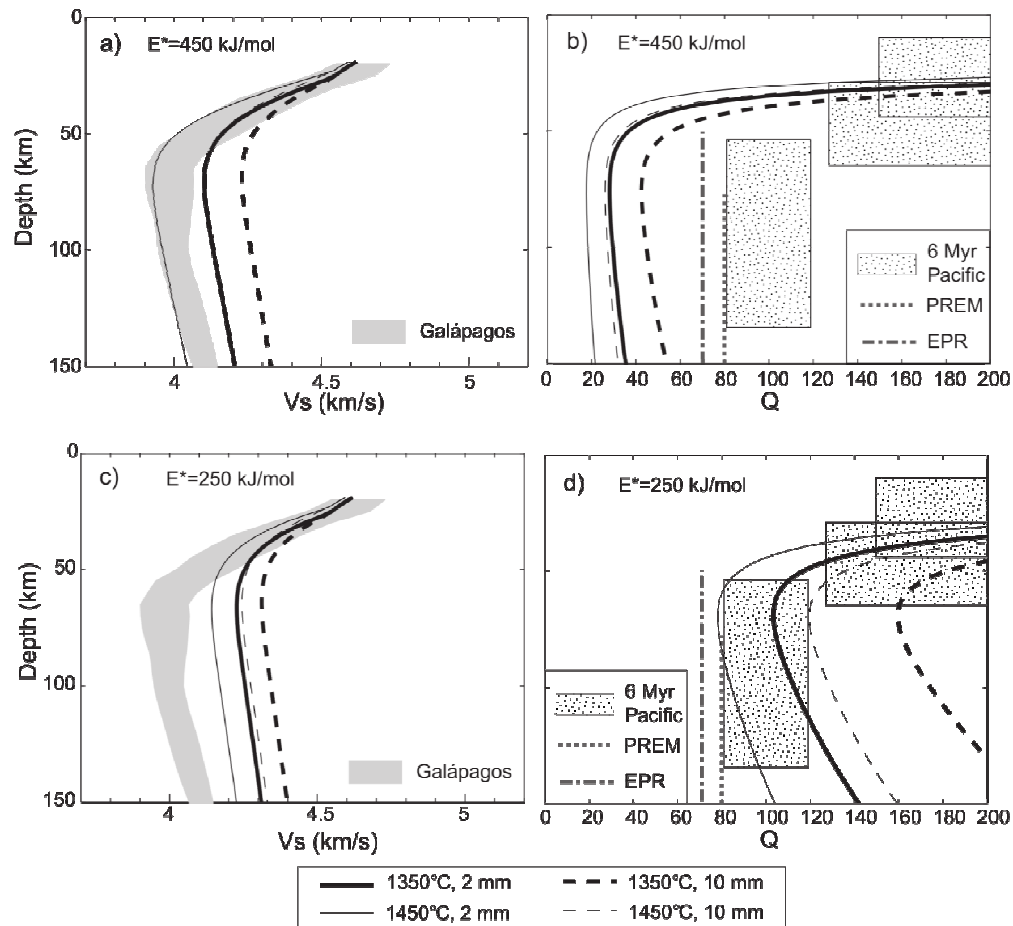 a) E*=450 kJ/mol
0
50
100
150
Depth (km)
4
4.5
5
Vs (km/s)
Galápagos
b) E*=450 kJ/mol
6 Myr
Pacific
PREM
EPR
0 20 40 60 80 100 120 140 160 180 200
Q
c) E*=250 kJ/mol
0
50
100
150
Depth (km)
4
4.5
5
Vs (km/s)
Galápagos
d) E*=250 kJ/mol
6 Myr
Pacific
PREM
EPR
0 20 40 60 80 100 120 140 160 180 200
Q
1350°C, 2 mm 1350°C, 10 mm
1450°C, 2 mm 1450°C, 10 mm